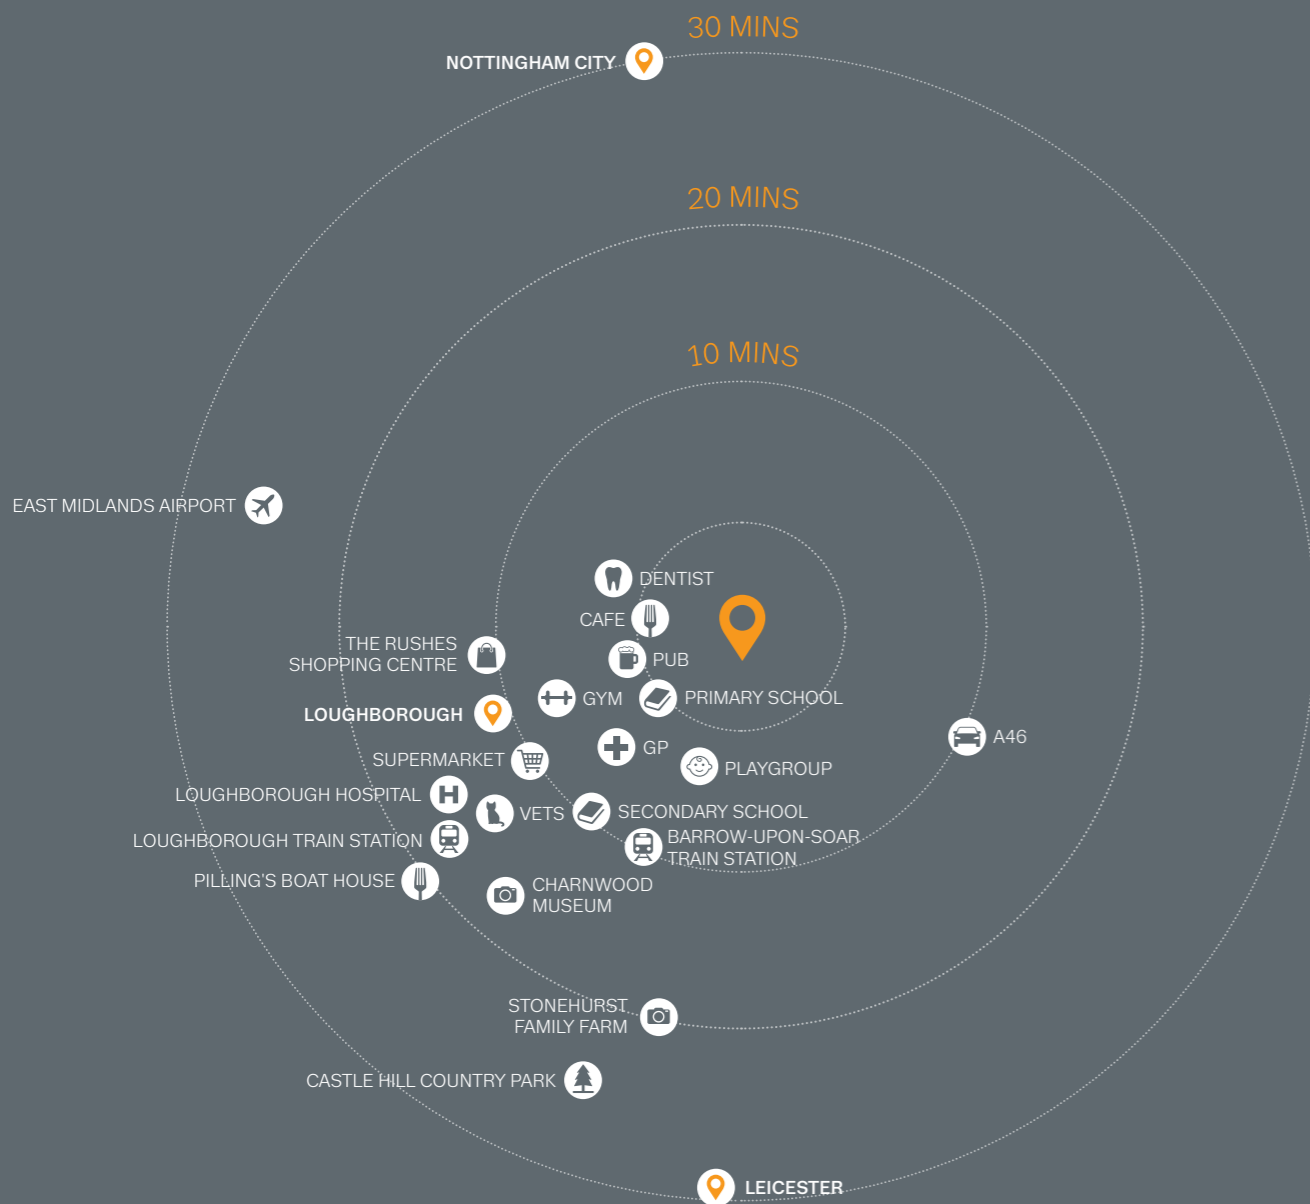 30 MINS
NOTTINGHAM CITY
20 MINS
10 MINS
EAST MIDLANDS AIRPORT
DENTIST
CAFE
THE RUSHES
SHOPPING CENTRE
PUB
GYM
PRIMARY SCHOOL
LOUGHBOROUGH
A46
GP
SUPERMARKET
PLAYGROUP
LOUGHBOROUGH HOSPITAL
H
VETS
SECONDARY SCHOOL
LOUGHBOROUGH TRAIN STATION
BARROW-UPON-SOAR
TRAIN STATION
PILLING'S BOAT HOUSE
CHARNWOOD
MUSEUM
STONEHURST
FAMILY FARM
CASTLE HILL COUNTRY PARK
LEICESTER